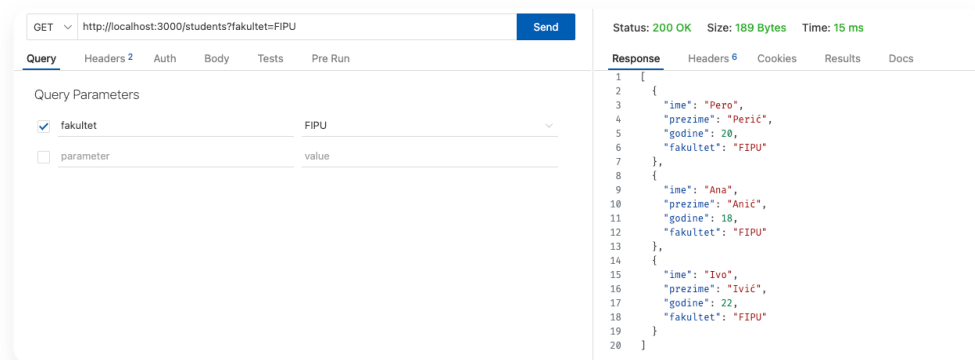 GET http://localhost:3000/students?fakultet=FIPU Send
Query Headers 2 Auth Body Tests Pre Run
Query Parameters
fakultet FIPU
parameter value
Status: 200 OK Size: 189 Bytes Time: 15 ms
Response Headers 6 Cookies Results Docs
1 [
2 {
3 "ime": "Pero",
4 "prezime": "Perić",
5 "godine": 20,
6 "fakultet": "FIPU"
7 },
8 {
9 "ime": "Ana",
10 "prezime": "Anić",
11 "godine": 18,
12 "fakultet": "FIPU"
13 },
14 {
15 "ime": "Ivo",
16 "prezime": "Ivić",
17 "godine": 22,
18 "fakultet": "FIPU"
19 }
20 ]